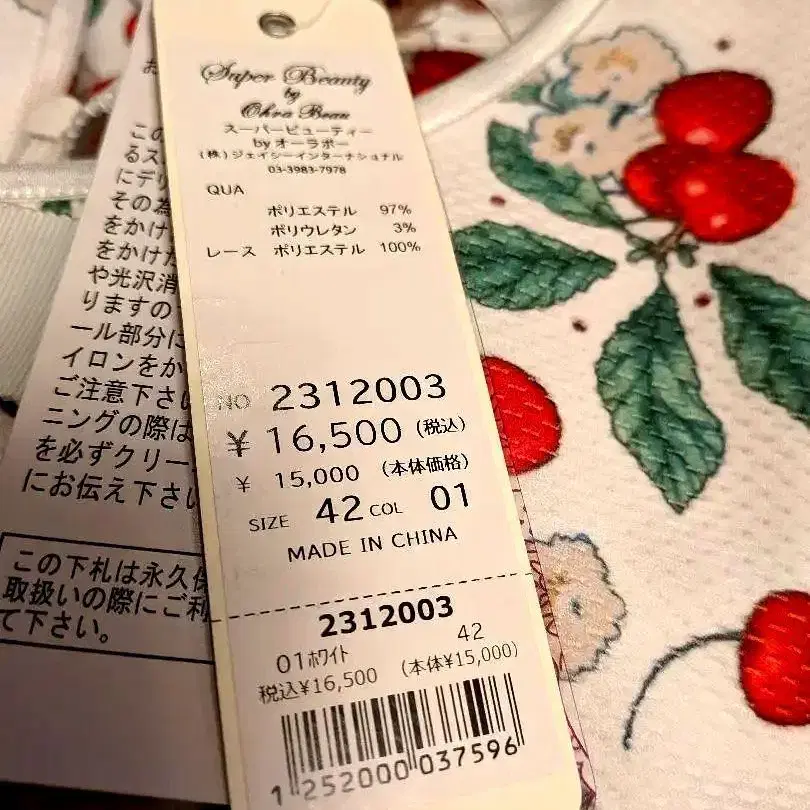 Super Beauty
by
Ohra Beau
スーパービューティー
by オーラボー
(株)ジェイシーインターナショナル
03-3983-7978
QUA
ポリエステル 97%
ポリウレタン 3%
レース ポリエステル 100%
NO 2312003
¥ 16,500 (税込)
¥ 15,000 (本体価格)
SIZE 42 COL 01
MADE IN CHINA
2312003
01ホワイト 42
税込¥16,500 (本体¥15,000)
1 252000 037596
お
この
るス
にデリ
その為
をかけ
をかけた
や光沢消
りますの
ール部分に
イロンをか
ご注意下さい
ニングの際は
を必ずクリー
にお伝え下さい
この下札は永久保
取扱いの際にご利
て下さい。